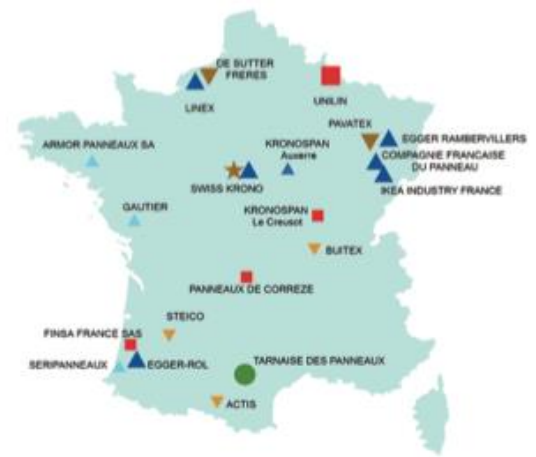 DE SUTTER
FRERES
LINEX
UNILIN
PAVATEX
EGGER RAMBERVILLERS
ARMOR PANNEAUX SA
KRONOSPAN
Auxerre
COMPAGNIE FRANCAISE
DU PANNEAU
SWISS KRONO
IKEA INDUSTRY FRANCE
GAUTIER
KRONOSPAN
Le Creusot
BUITEX
PANNEAUX DE CORREZE
STEICO
FINSA FRANCE SAS
SERIPANNEAUX
EGGER-ROL
TARNAISE DES PANNEAUX
ACTIS